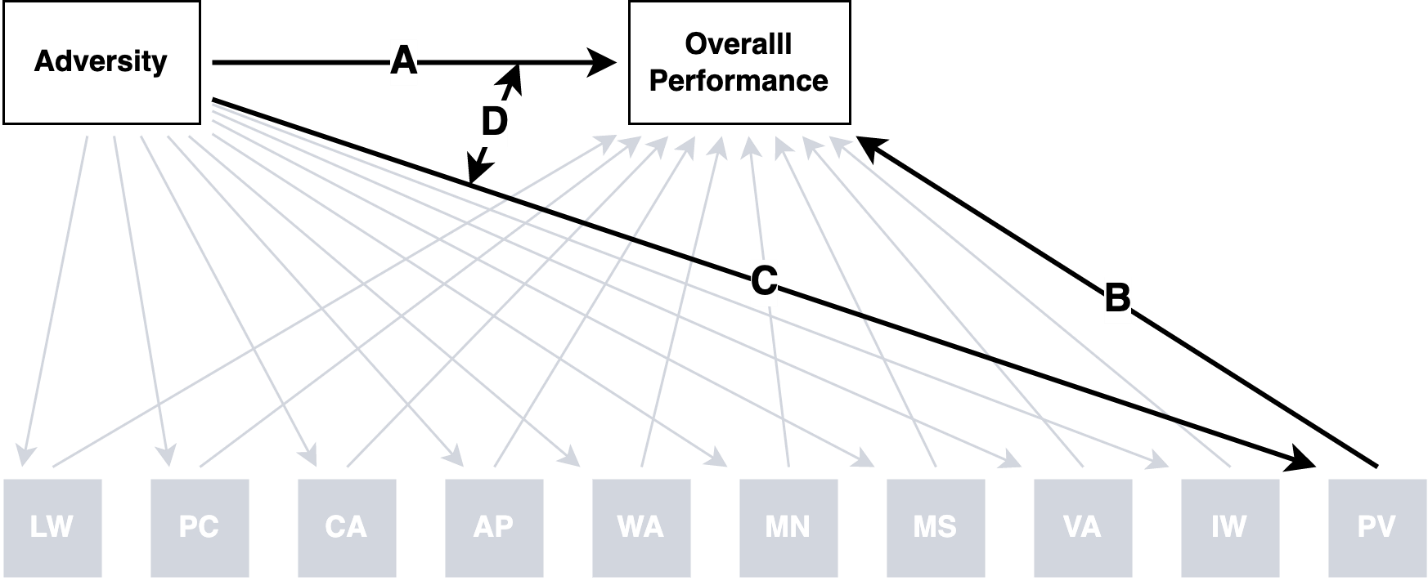 Adversity
A
Overalll
Performance
D
C
B
LW
PC
CA
AP
WA
MN
MS
VA
IW
PV